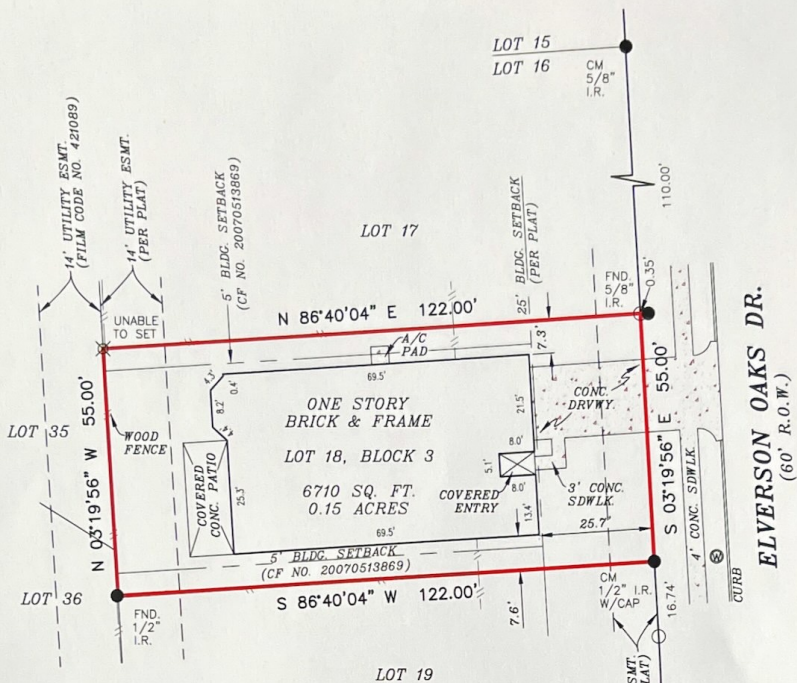 LOT 15
LOT 16
CM
5/8"
I.R.
110.00'
14' UTILITY ESMT.
(FILM CODE NO. 421089)
14' UTILITY ESMT.
(PER PLAT)
5' BLDG. SETBACK
(CF NO. 20070513869)
LOT 17
25' BLDG. SETBACK
(PER PLAT)
FND.
5/8"
I.R.
0.35'
UNABLE
TO SET
N 86°40'04" E 122.00'
A/C
PAD
7.3'
N 03°19'56" W 55.00'
LOT 35
WOOD
FENCE
4.3'
0.4'
8.2'
69.5'
ONE STORY
BRICK & FRAME
LOT 18, BLOCK 3
6710 SQ. FT.
0.15 ACRES
21.5'
CONC.
DRVWY.
8.0'
5.1'
8.0'
COVERED
ENTRY
3' CONC.
SDWLK.
13.4'
25.7'
COVERED
CONC. PATIO
25.3'
69.5'
S 03°19'56" E 55.00'
4' CONC. SDWLK
W
CURB
ELVERSON OAKS DR.
(60' R.O.W.)
5' BLDG. SETBACK
(CF NO. 20070513869)
LOT 36
FND.
1/2"
I.R.
S 86°40'04" W 122.00'
7.6'
CM
1/2" I.R.
W/CAP
16.74'
LOT 19